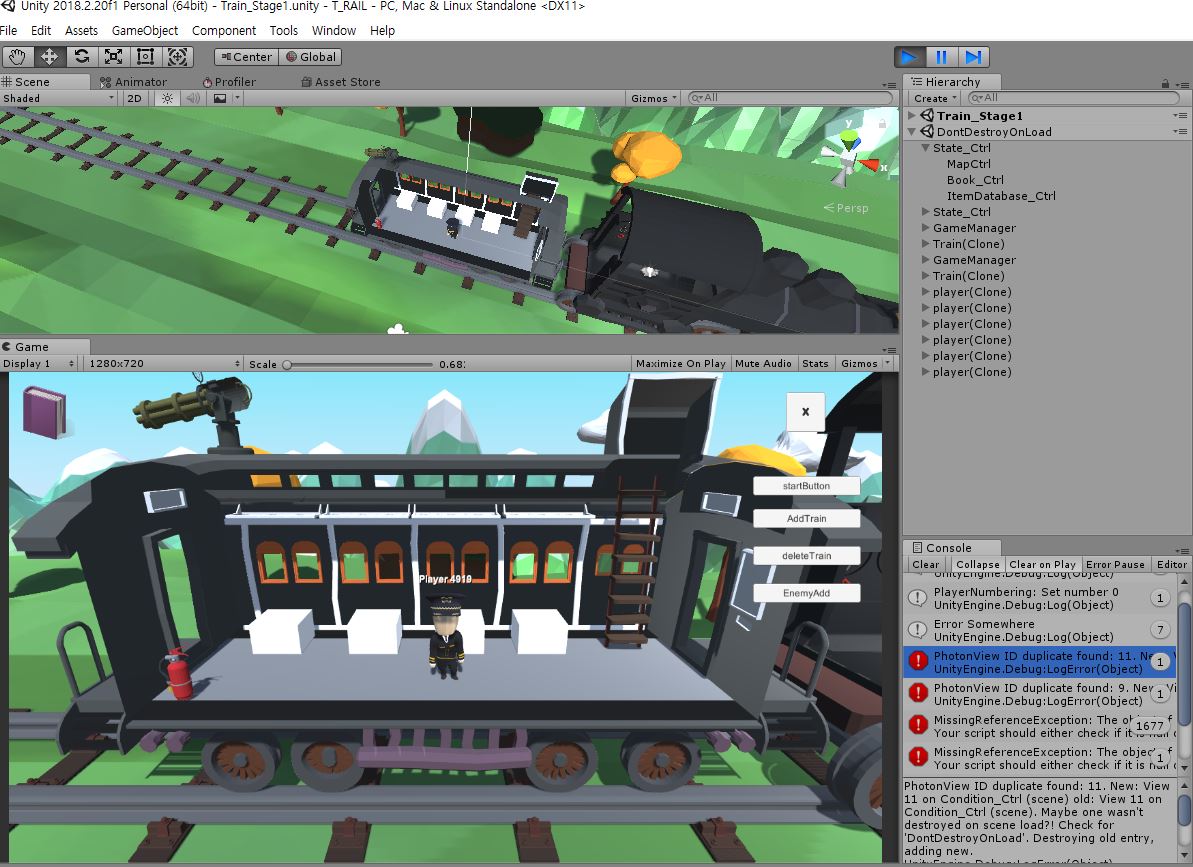 Unity 2018.2.20f1 Personal (64bit) - Train_Stage1.unity - T_RAIL - PC, Mac & Linux Standalone <DX11>
File Edit Assets GameObject Component Tools Window Help
Center Global
Scene Animator Profiler Asset Store
Shaded 2D Gizmos All
y
x
Persp
Game
Display 1 1280x720 Scale 0.68: Maximize On Play Mute Audio Stats Gizmos
x
startButton
AddTrain
deleteTrain
EnemyAdd
Player 4919
Hierarchy
Create All
Train_Stage1
DontDestroyOnLoad
State_Ctrl
MapCtrl
Book_Ctrl
ItemDatabase_Ctrl
State_Ctrl
GameManager
Train(Clone)
GameManager
Train(Clone)
player(Clone)
player(Clone)
player(Clone)
player(Clone)
player(Clone)
player(Clone)
Console
Clear Collapse Clear on Play Error Pause Editor
UnityEngine.Debug:Log(Object)
PlayerNumbering: Set number 0
UnityEngine.Debug:Log(Object)
1
Error Somewhere
UnityEngine.Debug:Log(Object)
7
PhotonView ID duplicate found: 11. New
UnityEngine.Debug:LogError(Object)
1
PhotonView ID duplicate found: 9. New
UnityEngine.Debug:LogError(Object)
1
MissingReferenceException: The
Your script should either check if it is
1677
MissingReferenceException: The object
Your script should either check if it is
1
PhotonView ID duplicate found: 11. New: View
11 on Condition_Ctrl (scene) old: View 11 on
Condition_Ctrl (scene). Maybe one wasn't
destroyed on scene load?! Check for
'DontDestroyOnLoad'. Destroying old entry,
adding new.
UnityEngine.Debug:LogError(Object)